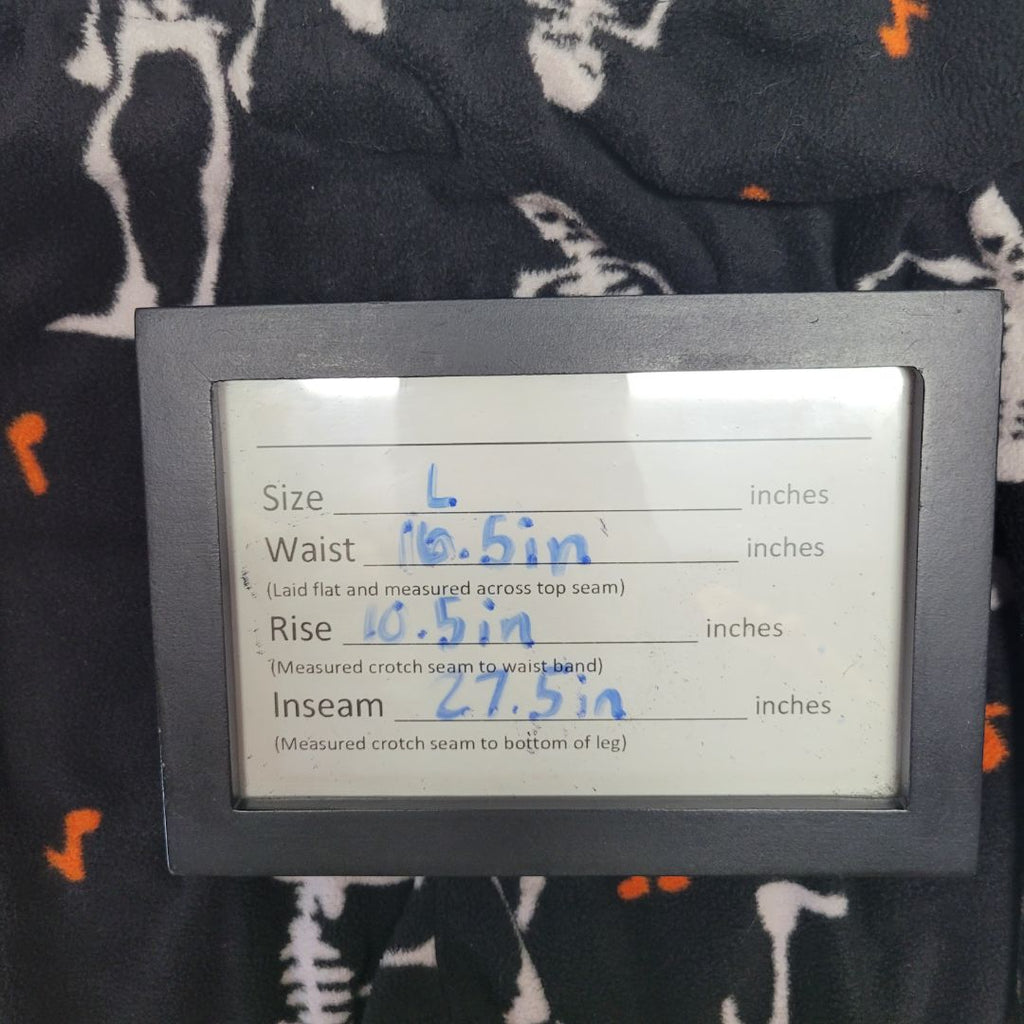 Size L. inches
Waist 16.5in inches
(Laid flat and measured across top seam)
Rise 10.5in inches
(Measured crotch seam to waist band)
Inseam 27.5in inches
(Measured crotch seam to bottom of leg)